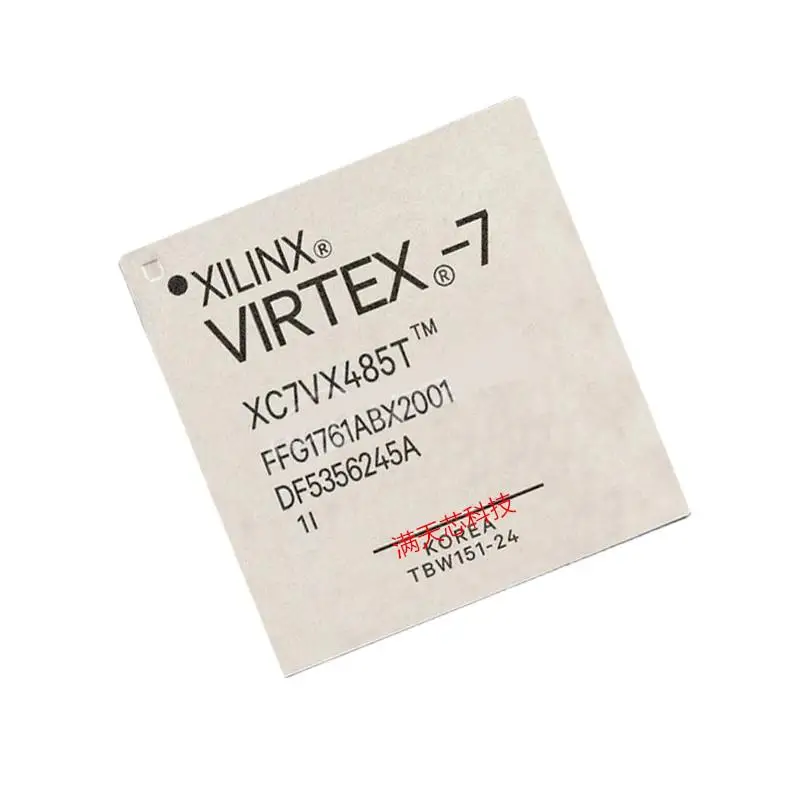 XILINX®
VIRTEX®-7
XC7VX485T™
FFG1761ABX2001
DF5356245A
1I
满天芯科技
KOREA
TBW151-24